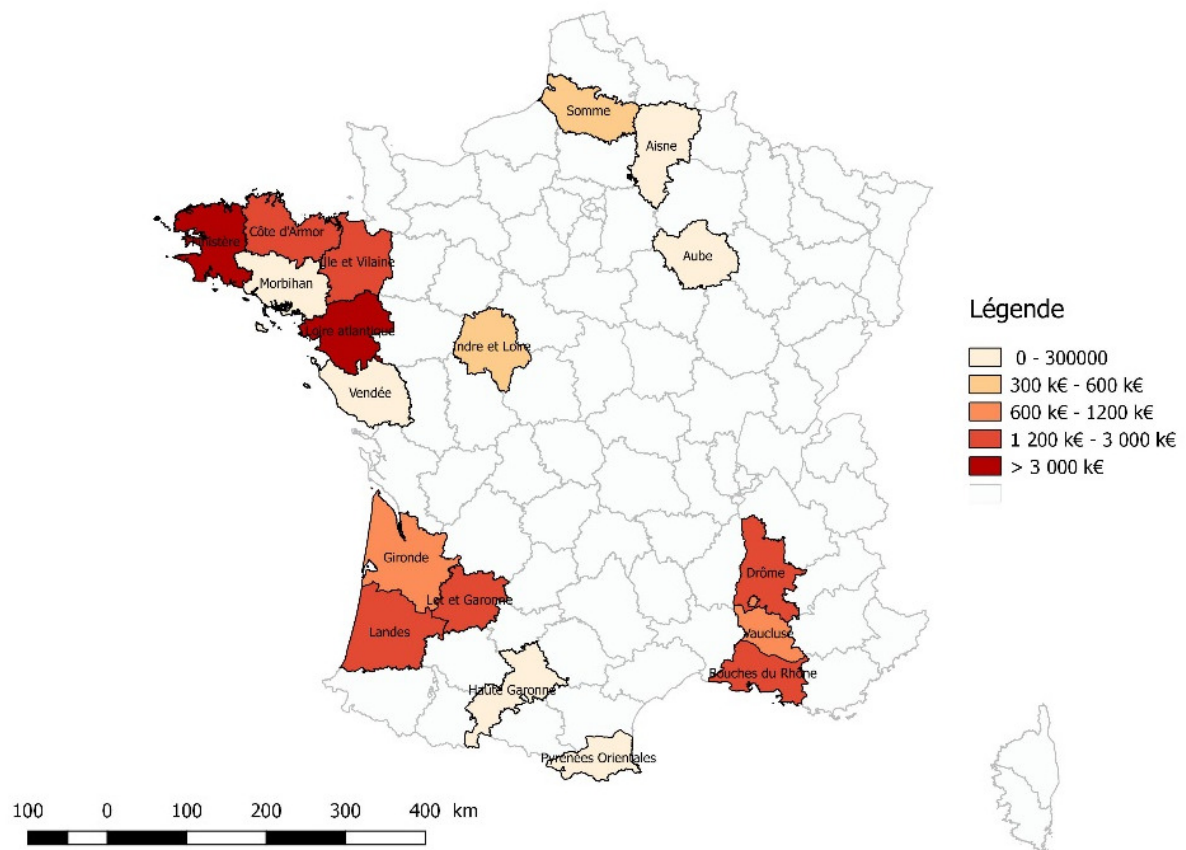 Somme
Aisne
Finistère
Côte d'Armor
Ile et Vilaine
Morbihan
Aube
Loire atlantique
Indre et Loire
Vendée
Légende
0 - 300000
300 k€ - 600 k€
600 k€ - 1200 k€
1 200 k€ - 3 000 k€
> 3 000 k€
Gironde
Lot et Garonne
Landes
Drôme
Vaucluse
Bouches du Rhône
Haute Garonne
Pyrénées Orientales
100 0 100 200 300 400 km